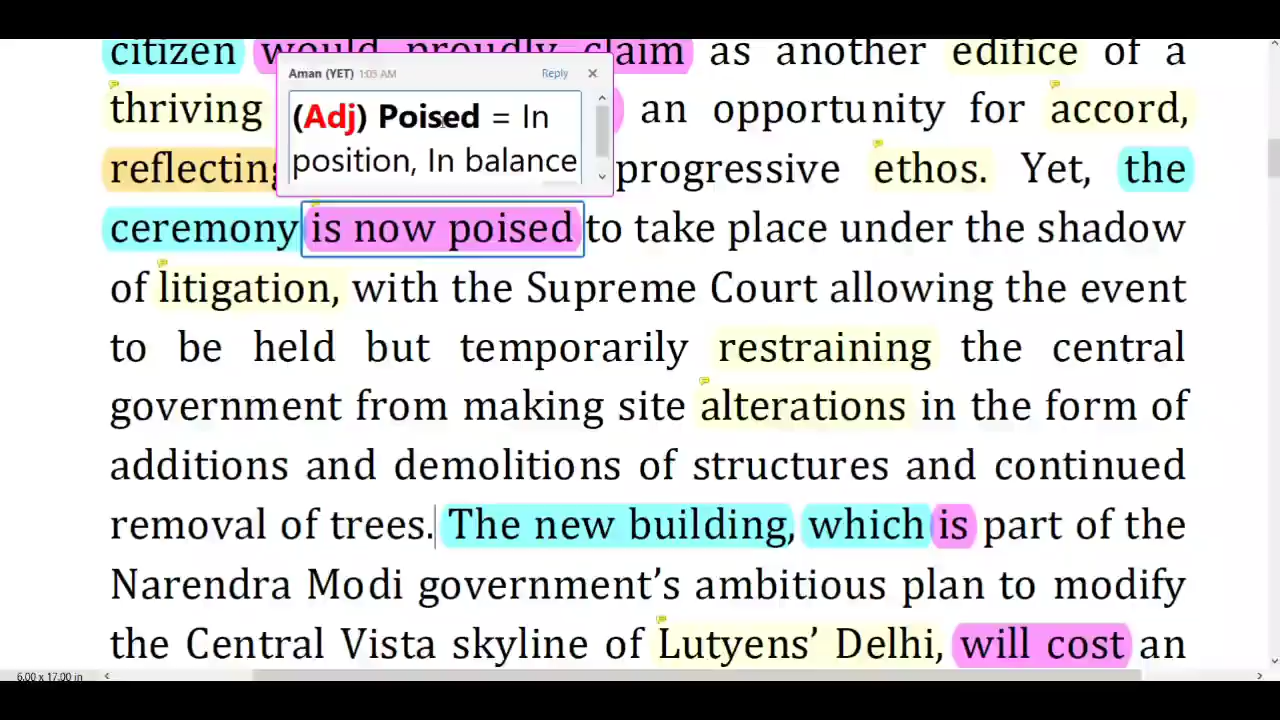 citizen would proudly claim as another edifice of a
Aman (YET) 1:03 AM Reply
(Adj) Poised = In
position, In balance
thriving an opportunity for accord,
reflecting progressive ethos. Yet, the
ceremony is now poised to take place under the shadow
of litigation, with the Supreme Court allowing the event
to be held but temporarily restraining the central
government from making site alterations in the form of
additions and demolitions of structures and continued
removal of trees. The new building, which is part of the
Narendra Modi government’s ambitious plan to modify
the Central Vista skyline of Lutyens’ Delhi, will cost an
6.00 x 17.00 in